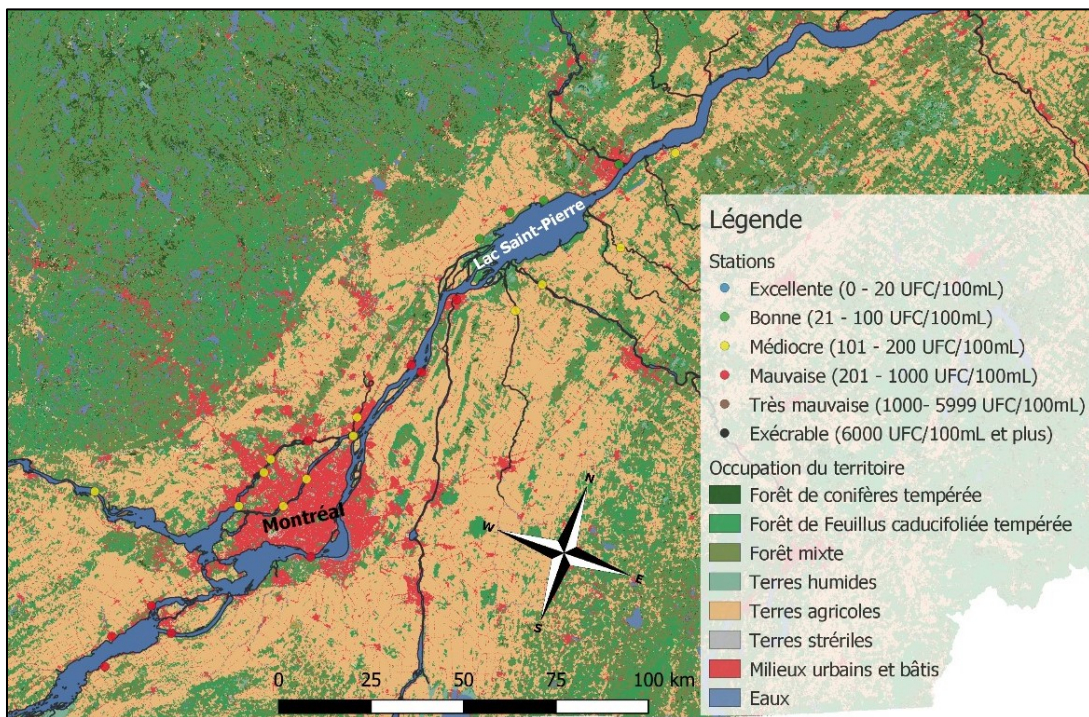 Lac Saint-Pierre
Montréal
N
W
E
S
0 25 50 75 100 km
Légende
Stations
Excellente (0 - 20 UFC/100mL)
Bonne (21 - 100 UFC/100mL)
Médiocre (101 - 200 UFC/100mL)
Mauvaise (201 - 1000 UFC/100mL)
Très mauvaise (1000- 5999 UFC/100mL)
Exécrable (6000 UFC/100mL et plus)
Occupation du territoire
Forêt de conifères tempérée
Forêt de Feuillus caducifoliée tempérée
Forêt mixte
Terres humides
Terres agricoles
Terres strériles
Milieux urbains et bâtis
Eaux